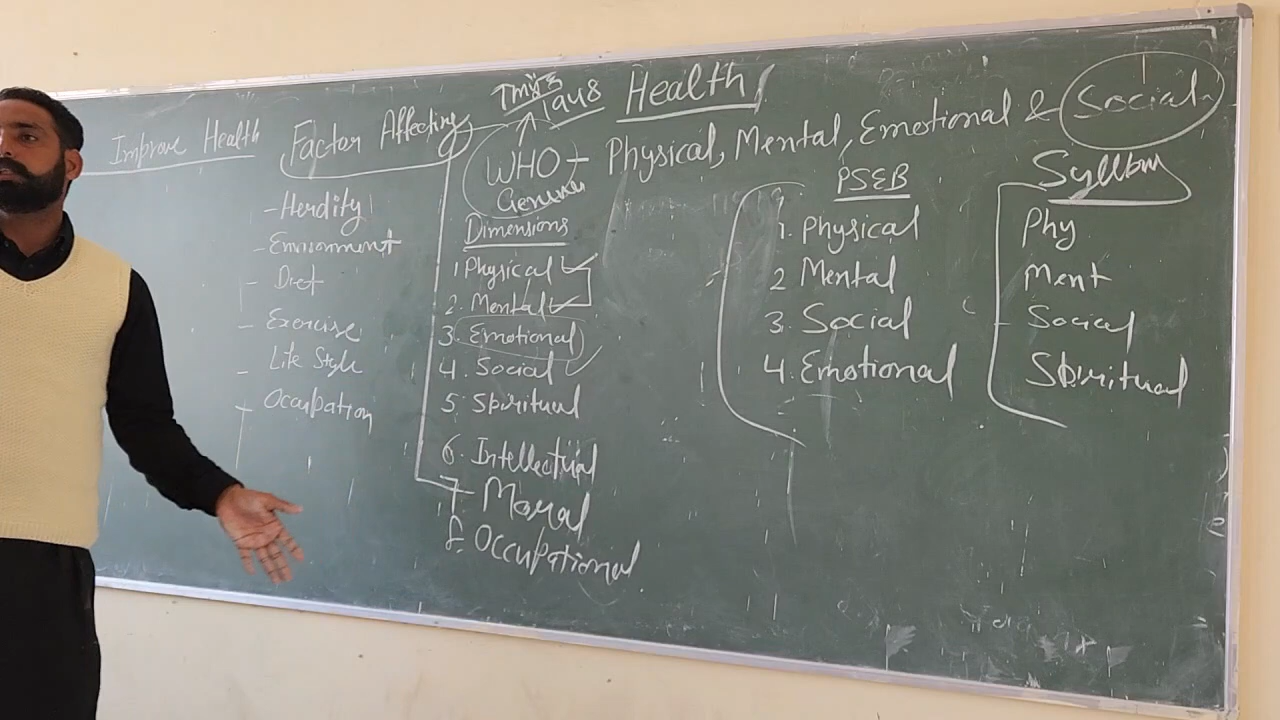 Health
1948
WHO - Physical, Mental, Emotional & Social
Improve Health
Factor Affecting
- Herdity
- Environment
- Diet
- Exercise
- Life Style
- Occupation
Dimensions
1 Physical
2. Mental
3. Emotional
4. Social
5. Spiritual
6. Intellectual
7. Moral
8. Occupational
PSEB
1. Physical
2 Mental
3. Social
4. Emotional
Phy
Ment
Social
Spiritual